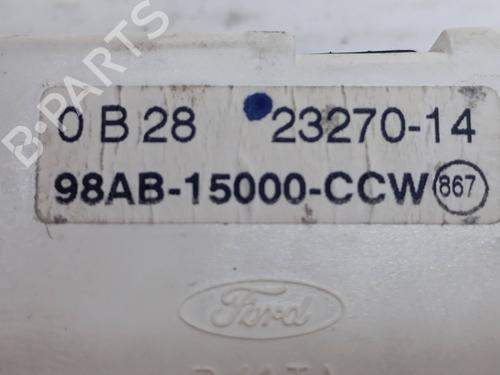 B-PARTS
0 B 28 23270-14
98AB-15000-CCW 867
Ford